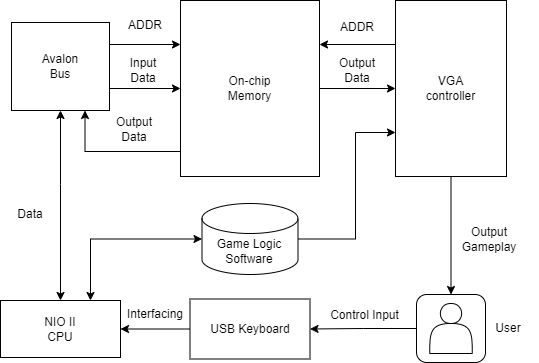 ADDR
ADDR
Avalon
Bus
Input
Data
On-chip
Memory
Output
Data
VGA
controller
Output
Data
Data
Game Logic
Software
Output
Gameplay
NIO II
CPU
Interfacing
USB Keyboard
Control Input
User